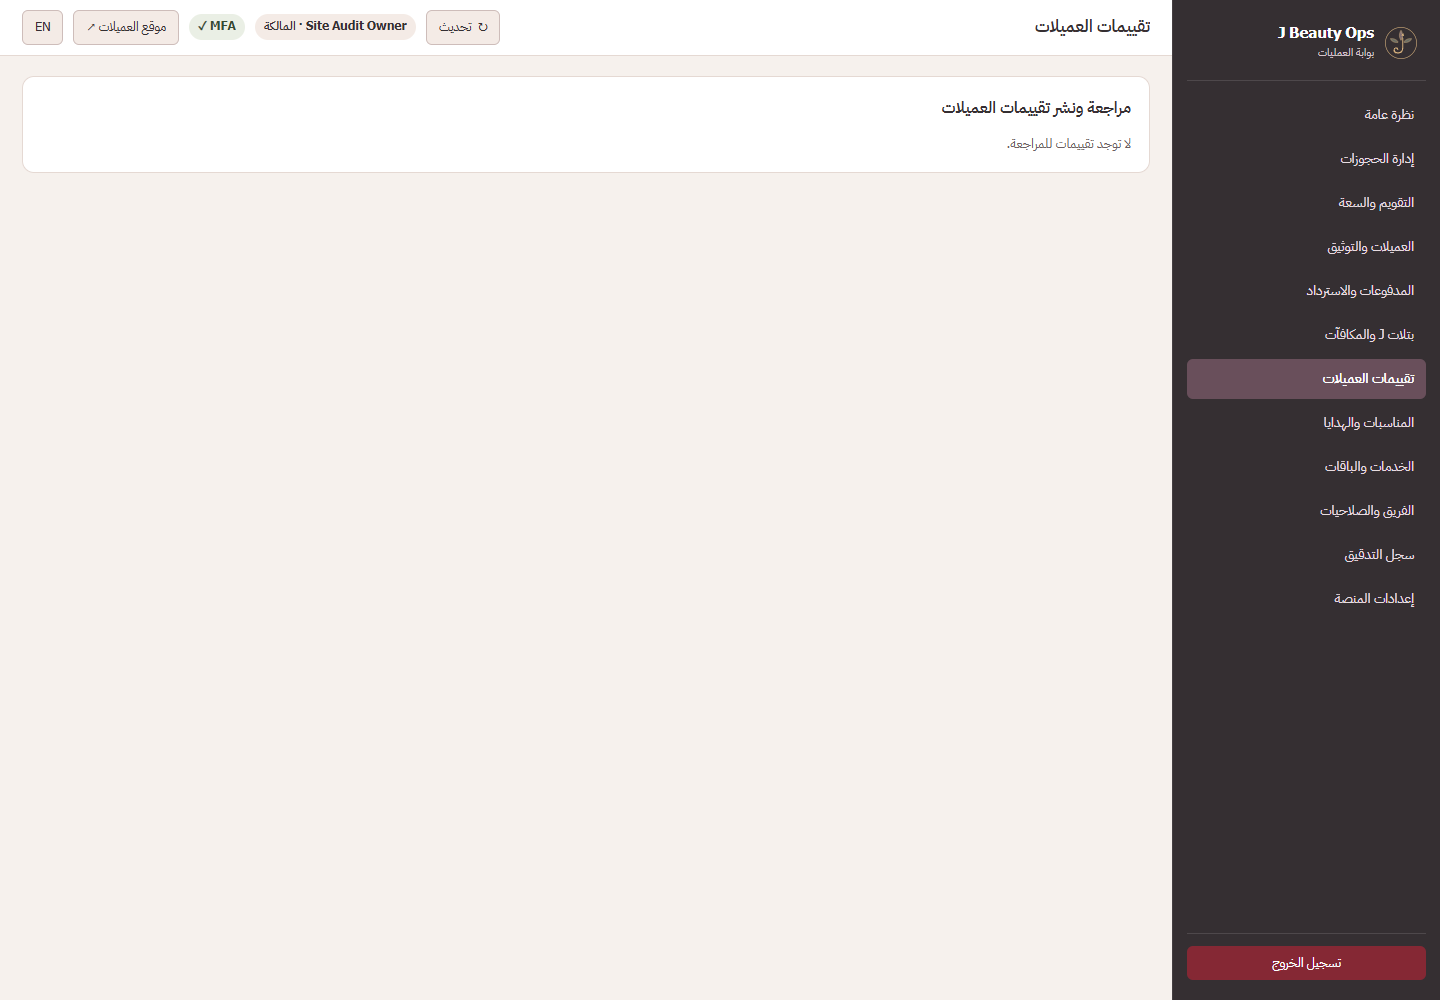 J Beauty Ops
بوابة العمليات
نظرة عامة
إدارة الحجوزات
التقويم والسعة
العميلات والتوثيق
المدفوعات والاسترداد
بتلات J والمكافآت
تقييمات العميلات
المناسبات والهدايا
الخدمات والباقات
الفريق والصلاحيات
سجل التدقيق
إعدادات المنصة
تسجيل الخروج
تقييمات العميلات
↻ تحديث
Site Audit Owner · المالكة
MFA ✓
موقع العميلات ↗
EN
مراجعة ونشر تقييمات العميلات
لا توجد تقييمات للمراجعة.